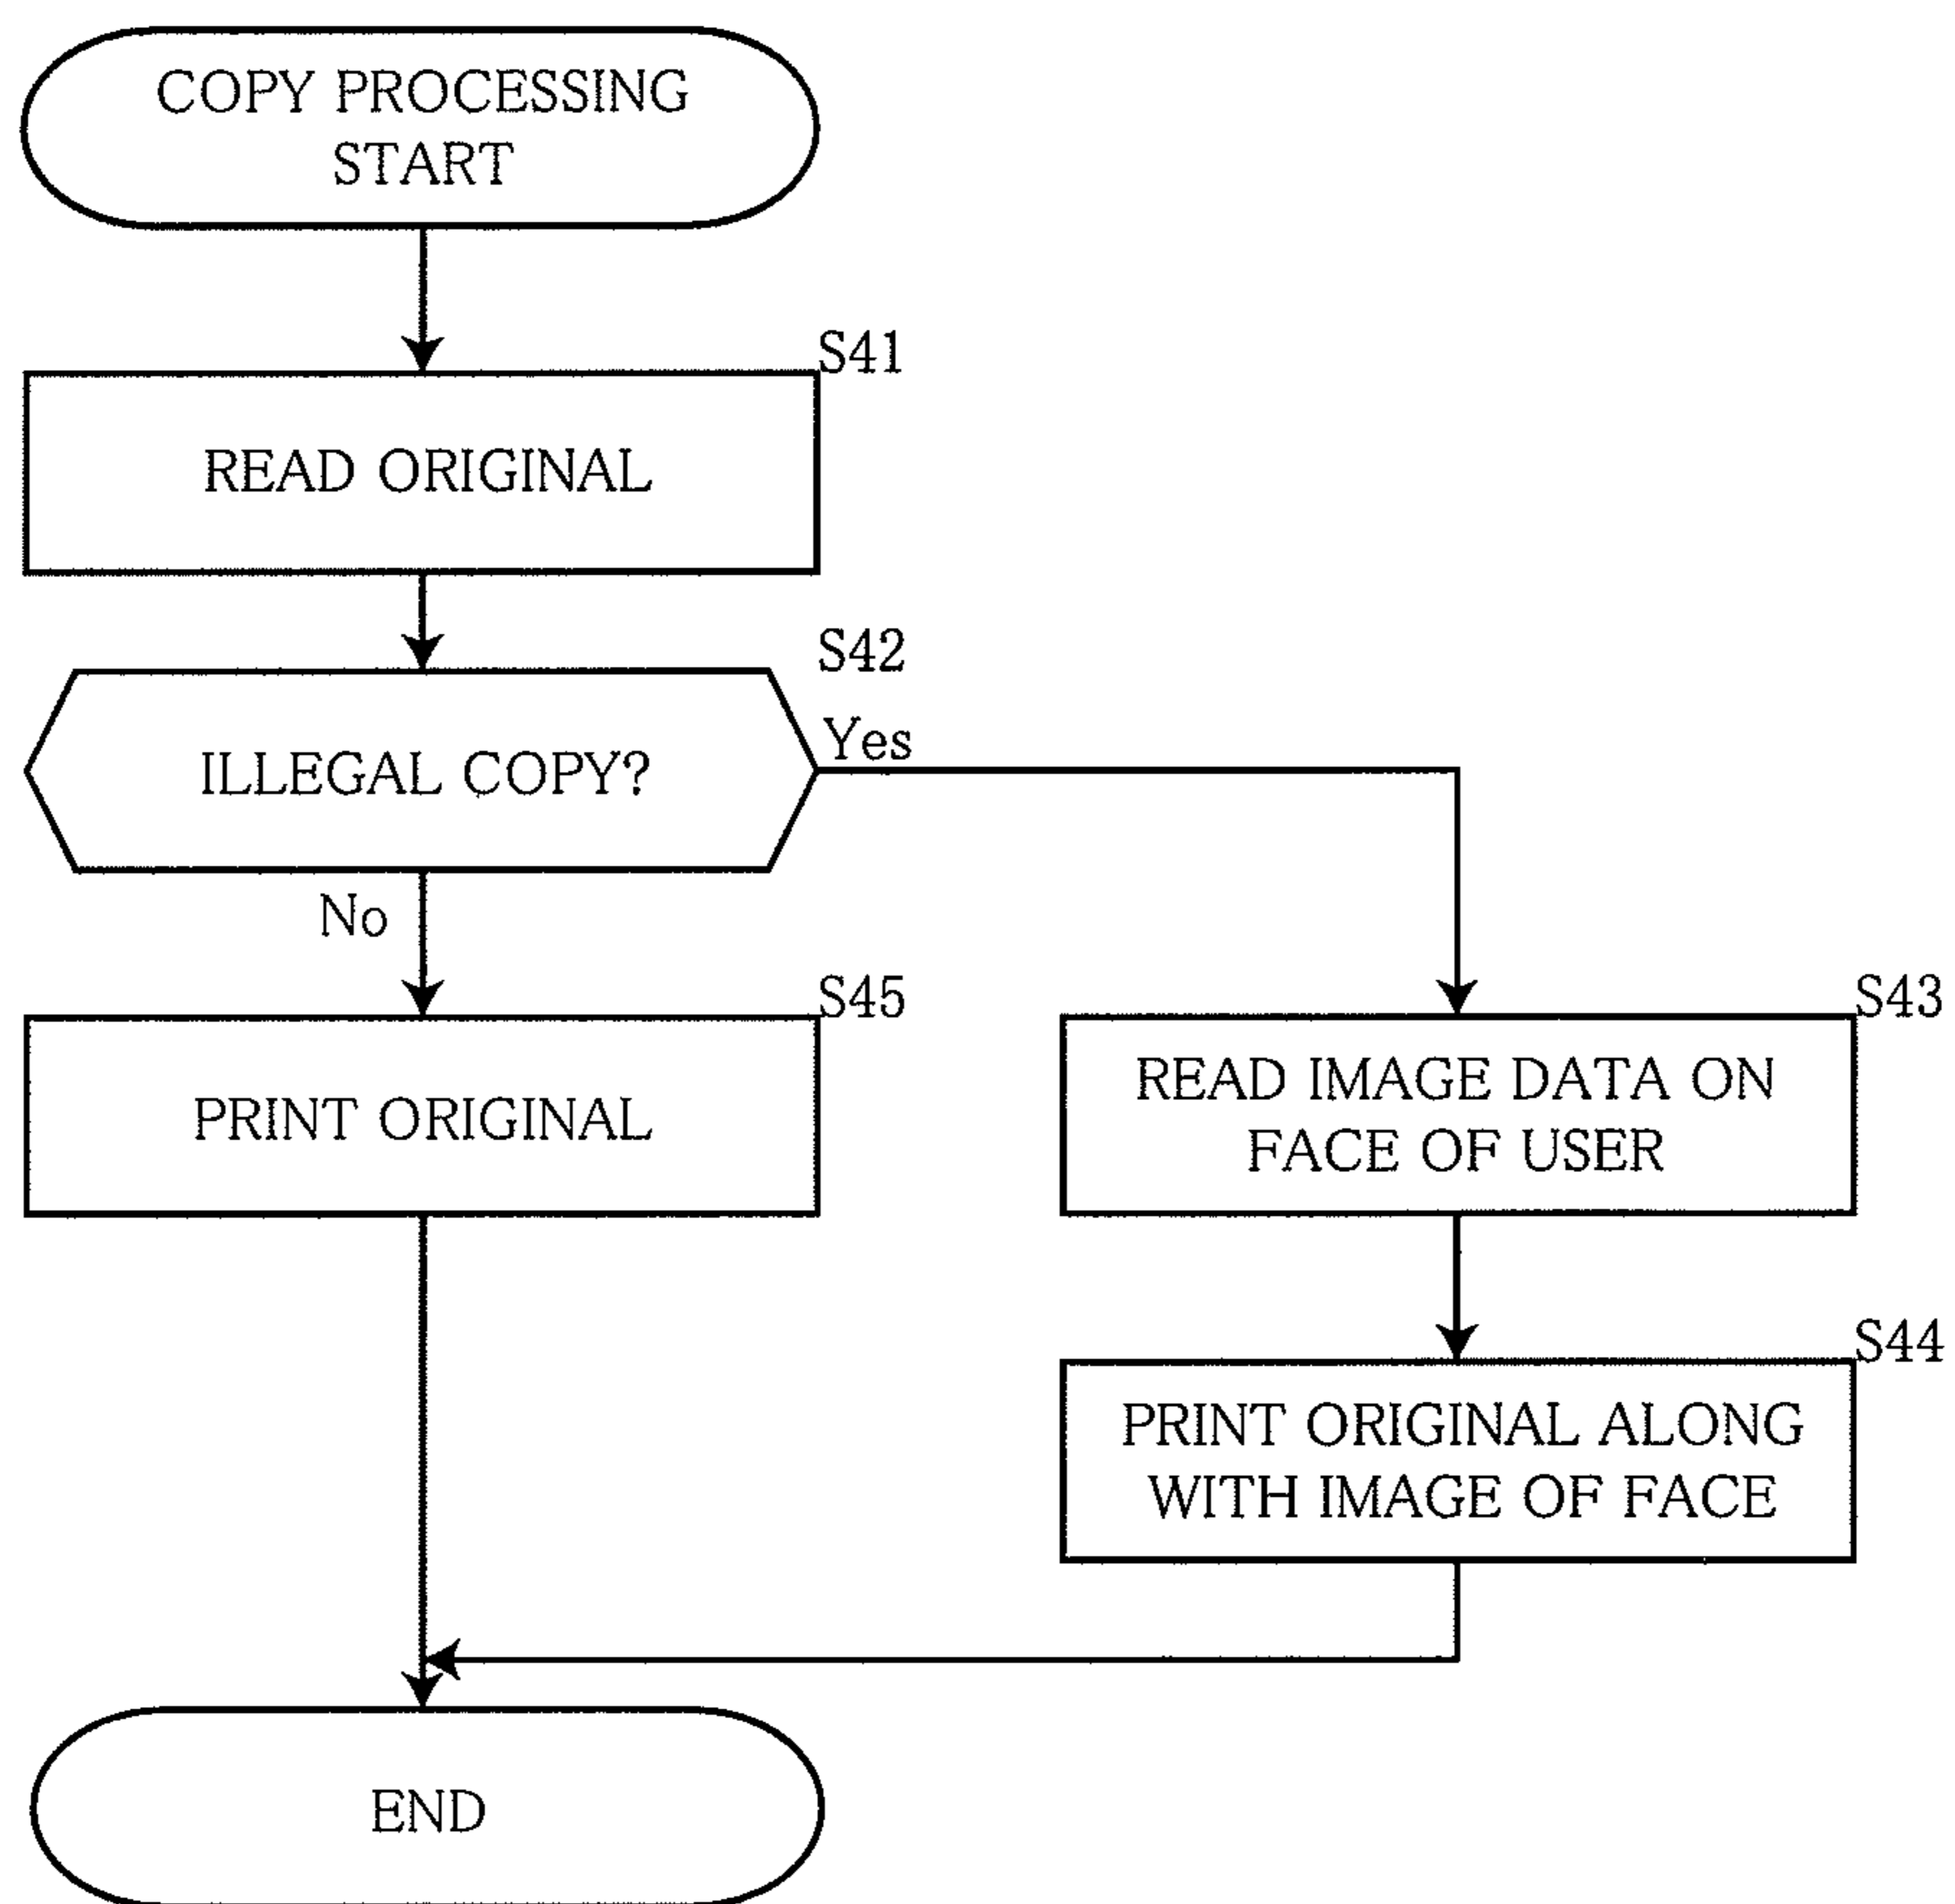 COPY PROCESSING
START
S41
READ ORIGINAL
S42
ILLEGAL COPY?
Yes
No
S45
PRINT ORIGINAL
S43
READ IMAGE DATA ON
FACE OF USER
S44
PRINT ORIGINAL ALONG
WITH IMAGE OF FACE
END